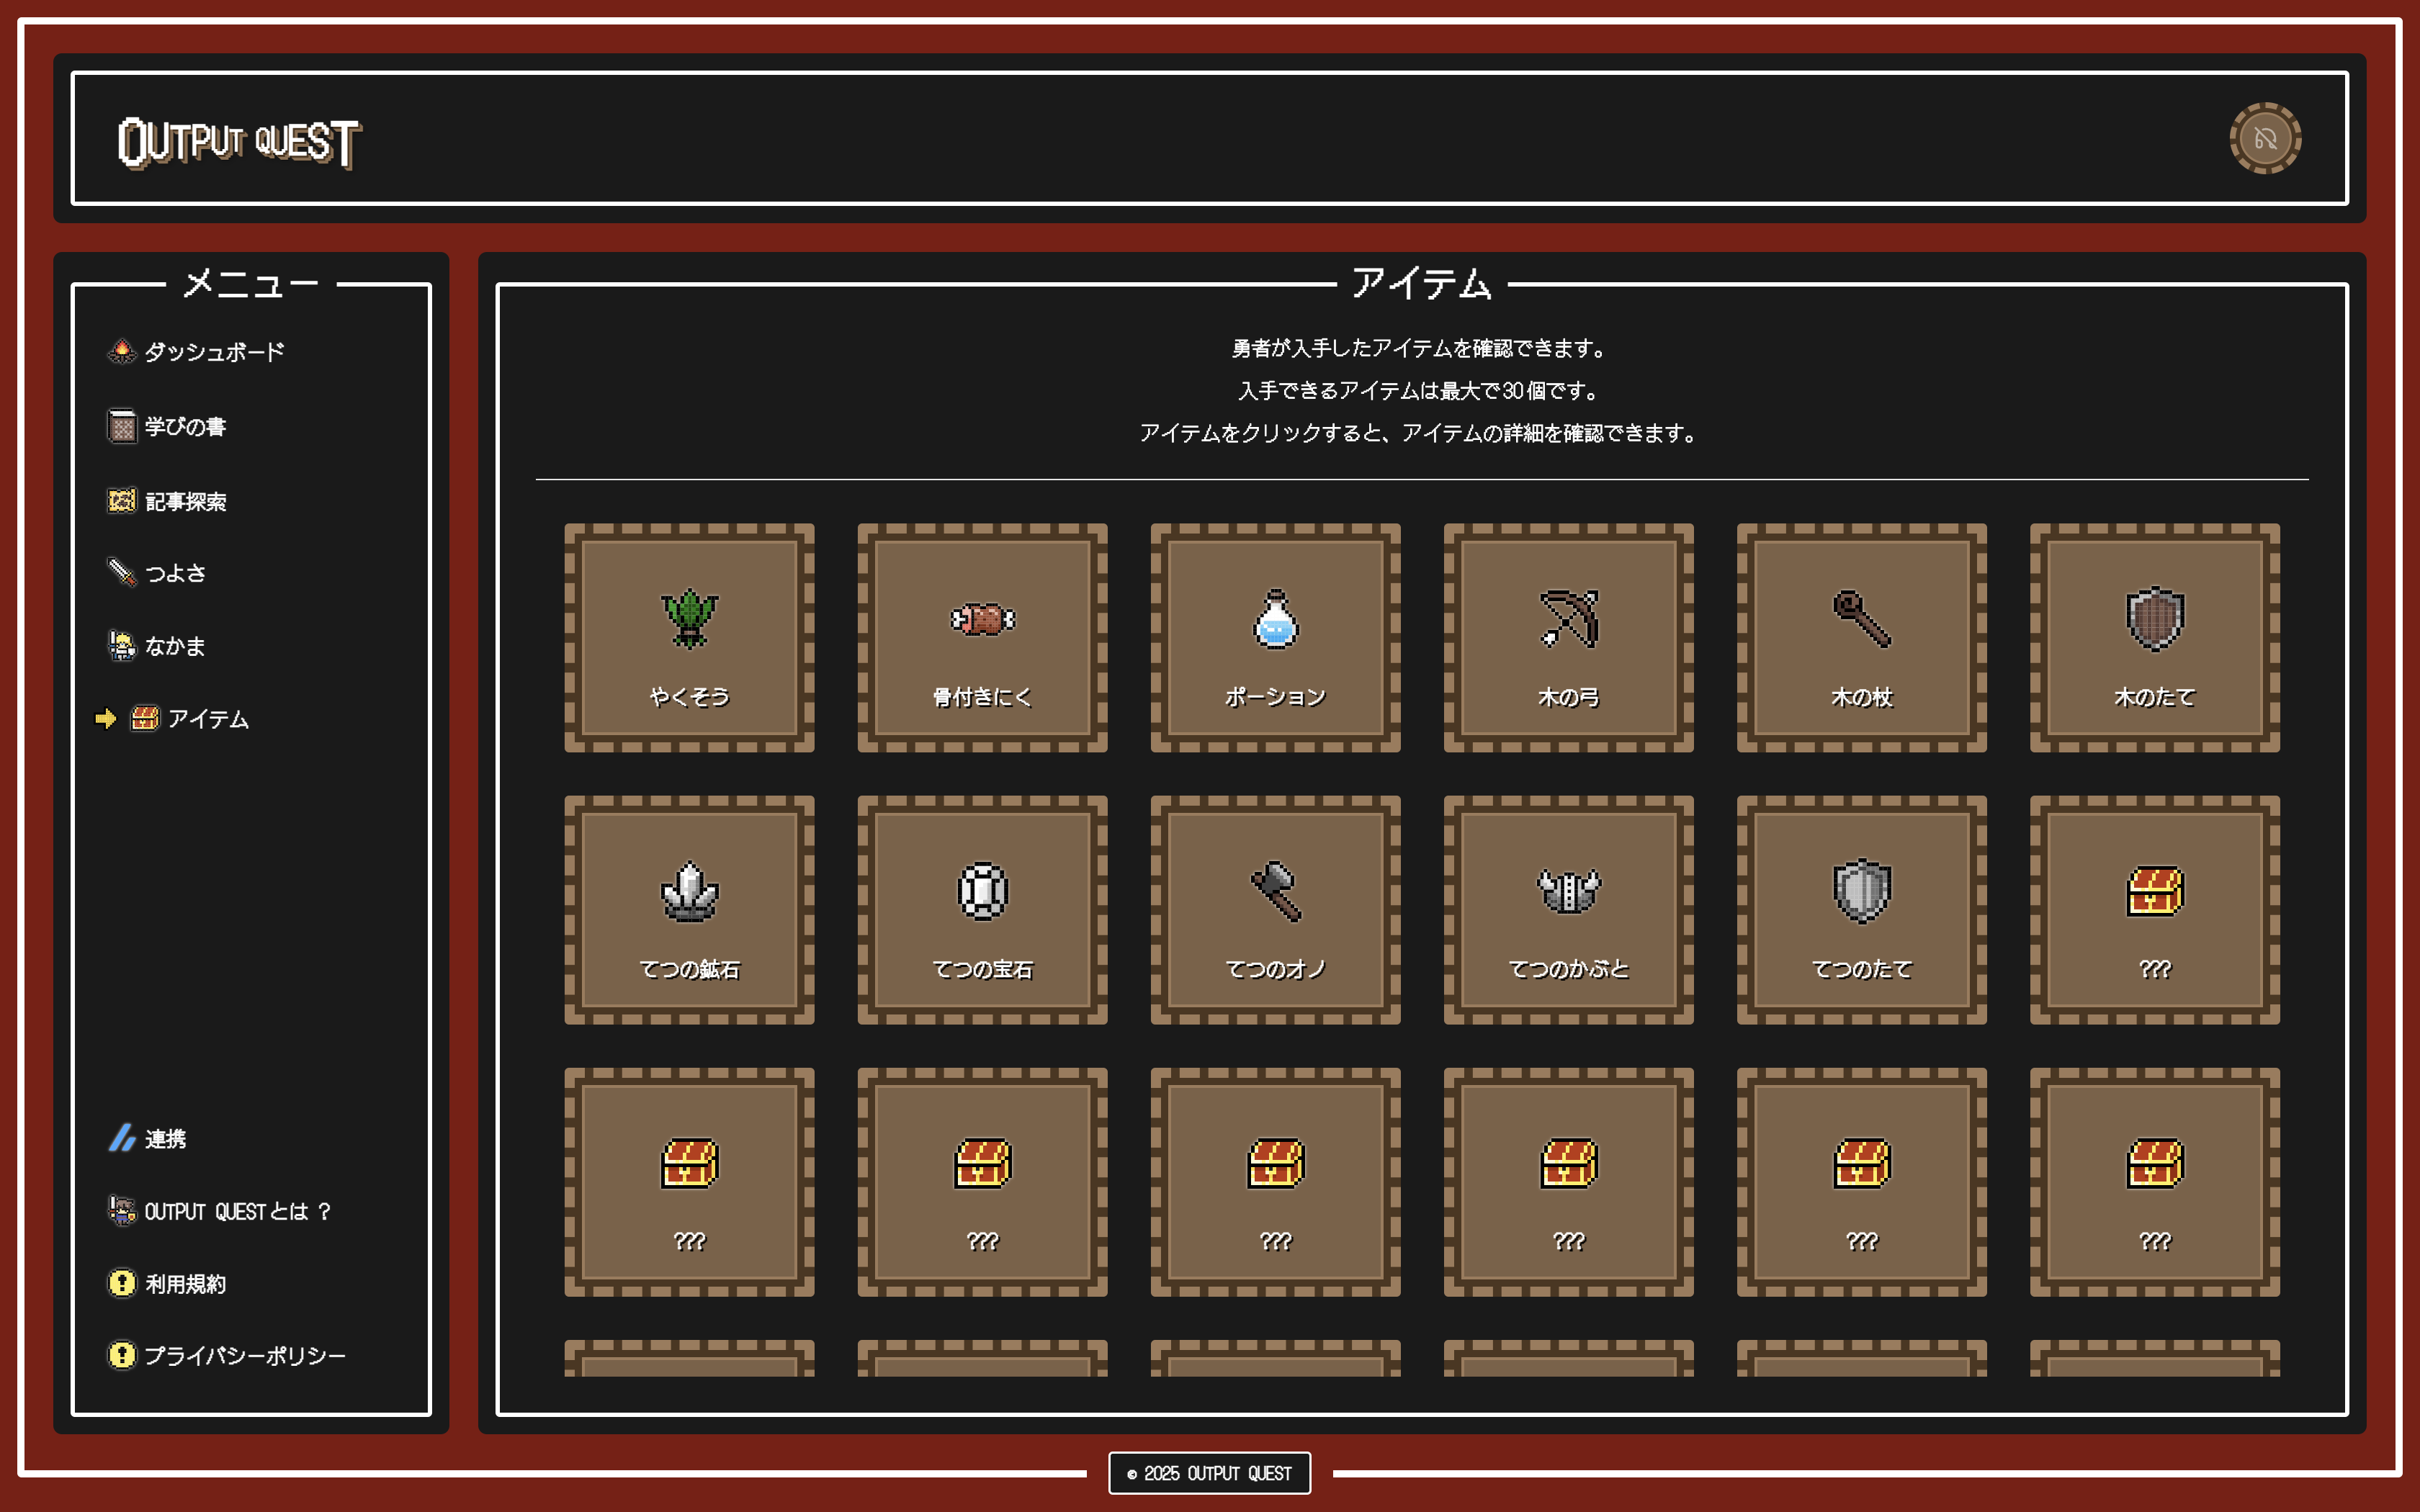 OUTPUT QUEST
メニュー
ダッシュボード
学びの書
記事探索
つよさ
なかま
アイテム
連携
OUTPUT QUESTとは ?
利用規約
プライバシーポリシー
アイテム
勇者が入手したアイテムを確認できます。
入手できるアイテムは最大で30個です。
アイテムをクリックすると、アイテムの詳細を確認できます。
やくそう
骨付きにく
ポーション
木の弓
木の杖
木のたて
てつの鉱石
てつの宝石
てつのオノ
てつのかぶと
てつのたて
???
???
???
???
???
???
???
© 2025 OUTPUT QUEST